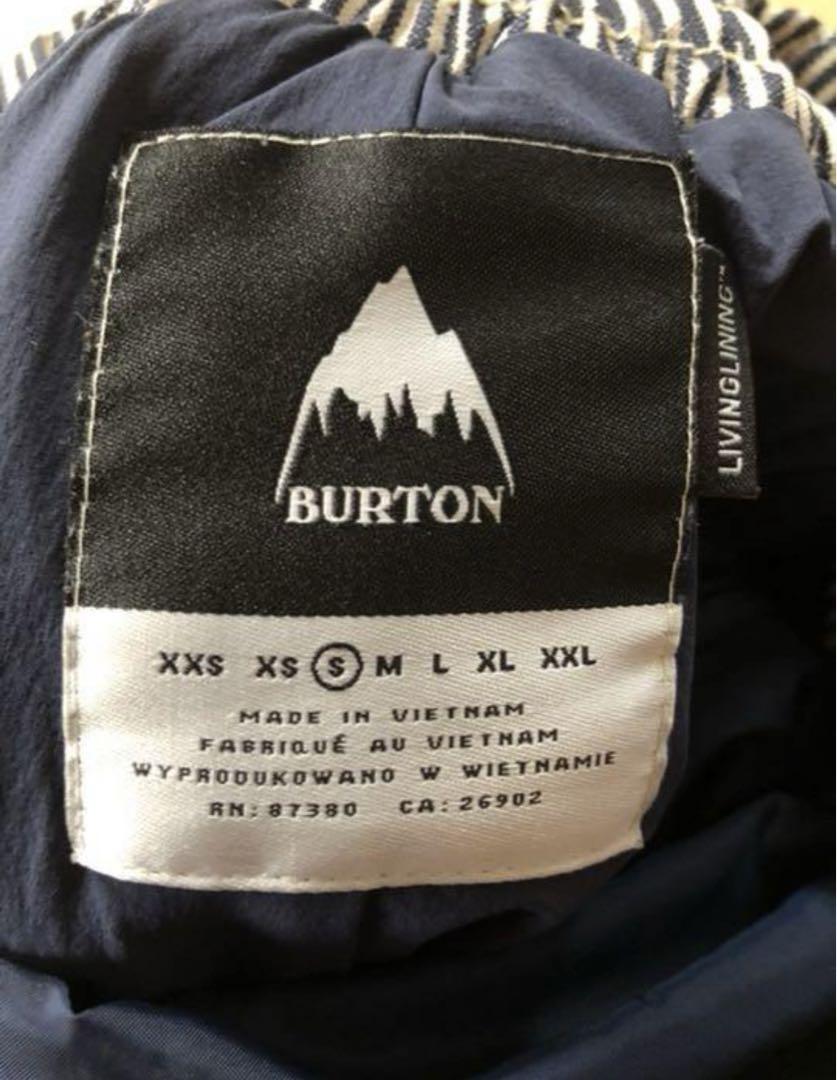 BURTON
LIVINGLINING™
XXS XS S M L XL XXL
MADE IN VIETNAM
FABRIQUÉ AU VIETNAM
WYPRODUKOWANO W WIETNAMIE
RN: 87380 CA: 26902